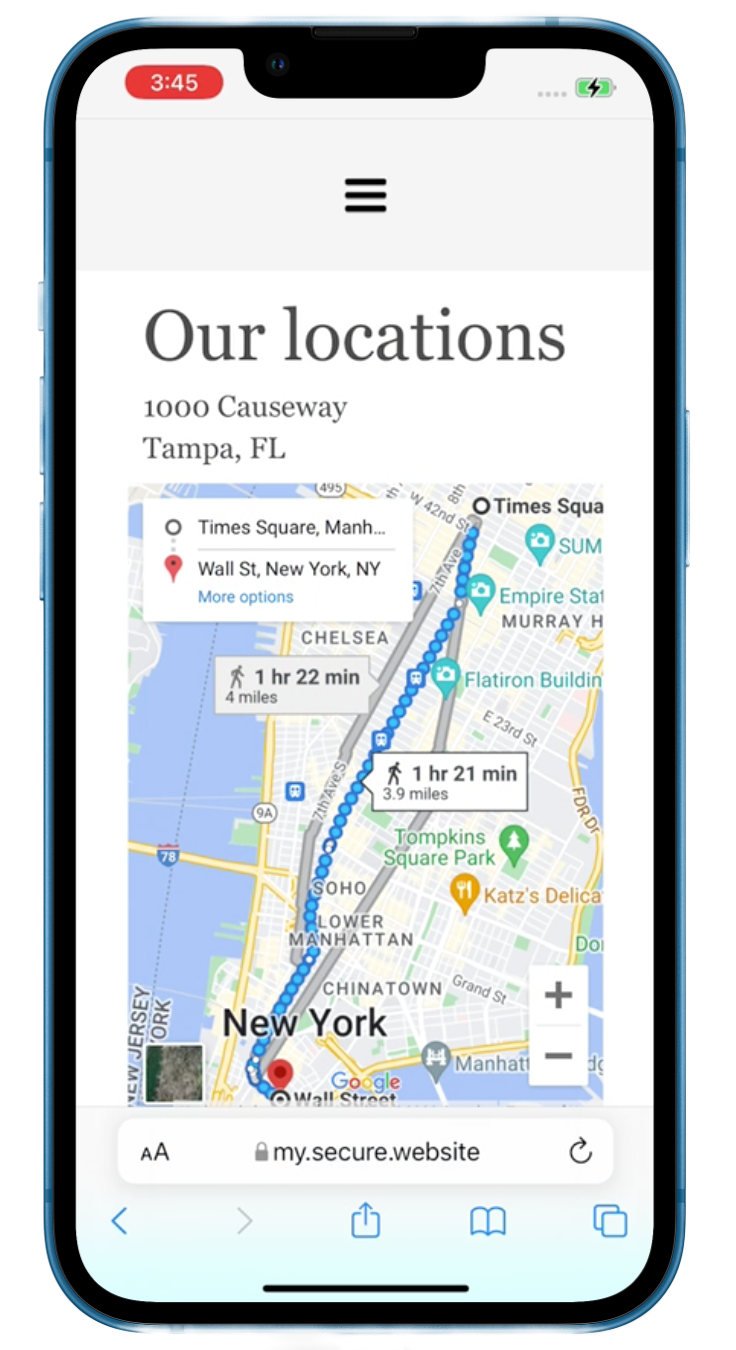 3:45
Our locations
1000 Causeway
Tampa, FL
495
th
8th
W 42nd St
Times Squa
Times Square, Manh...
Wall St, New York, NY
More options
7th Ave
SUM
Empire Stat
MURRAY H
CHELSEA
1 hr 22 min
4 miles
Flatiron Buildin
E 23rd St
1 hr 21 min
3.9 miles
7th Ave S
9A
FDR Dr
78
Tompkins
Square Park
Katz's Delica
SOHO
LOWER
MANHATTAN
CHINATOWN
Grand St
New York
NEW JERSEY
ORK
Google
Manhatt
Wall Street
AA
my.secure.website